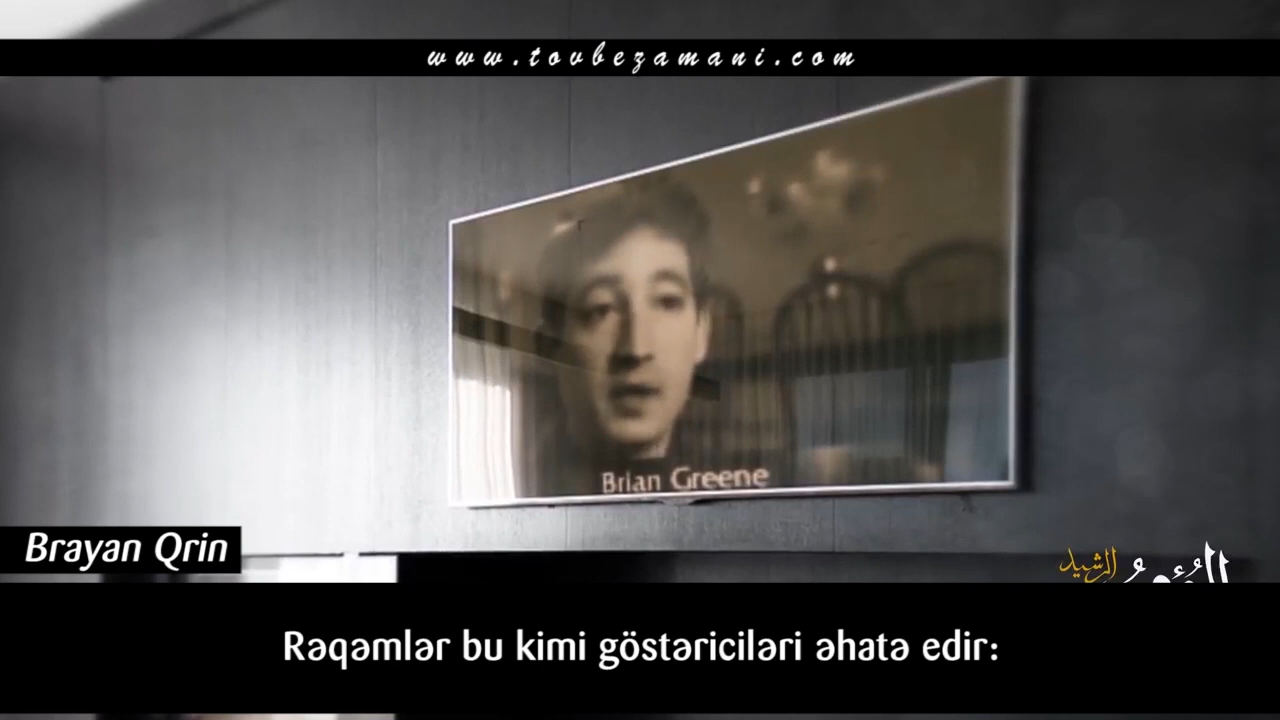 www.tovbezamani.com
Brian Greene
Brayan Qrin
الرشيد
Rəqəmlər bu kimi göstəriciləri əhatə edir: